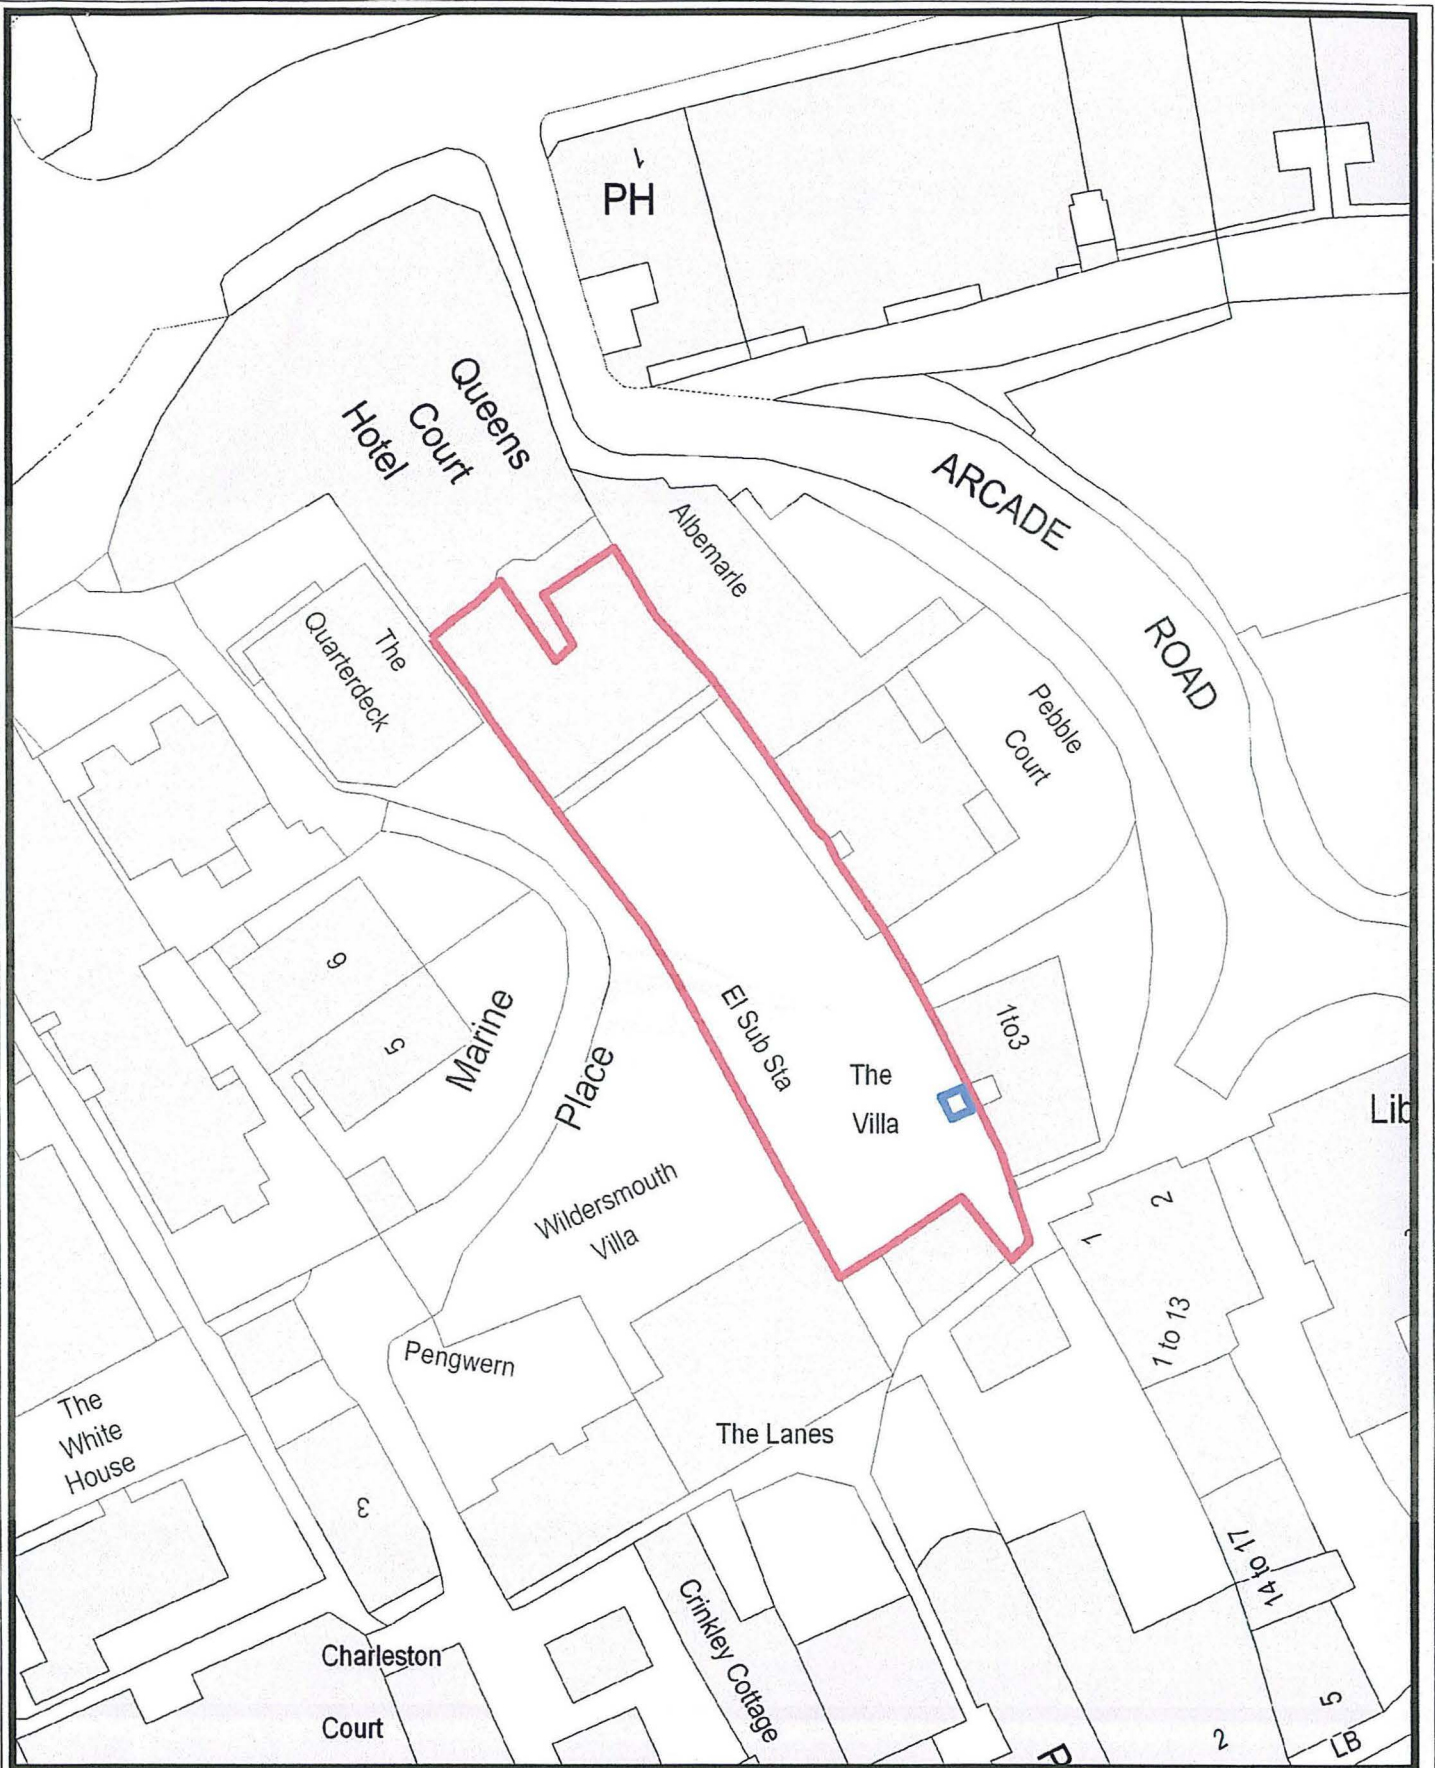 1
PH
Queens
Court
Hotel
ARCADE
ROAD
Albemarle
The
Quarterdeck
Pebble
Court
6
5
Marine
Place
El Sub Sta
The
Villa
1to3
Lib
Wildersmouth
Villa
2
1
1 to 13
Pengwern
The
White
House
The Lanes
3
14 to 17
Crinkley Cottage
Charleston
Court
5
2
LB